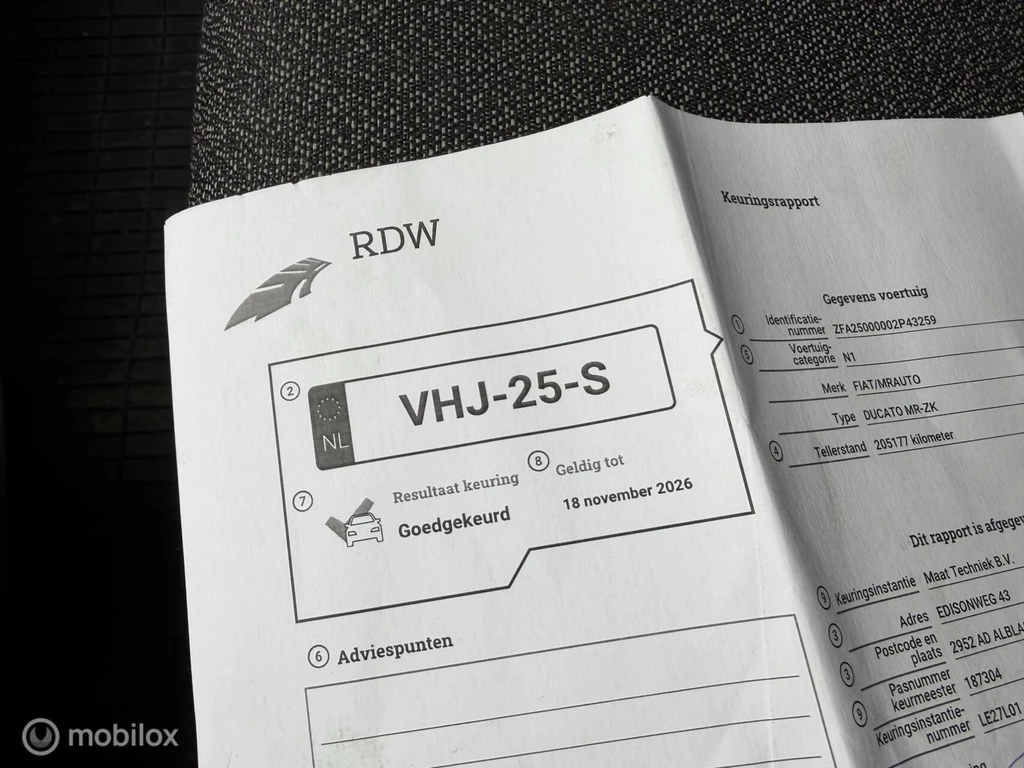 RDW
2
NL
VHJ-25-S
7
Resultaat keuring
Goedgekeurd
8
Geldig tot
18 november 2026
6 Adviespunten
Keuringsrapport
Gegevens voertuig
1 Identificatie-
nummer ZFA25000002P43259
5 Voertuig-
categorie N1
Merk FIAT/MRAUTO
Type DUCATO MR-ZK
4 Tellerstand 205177 kilometer
Dit rapport is
9 Keuringsinstantie Maat Techniek B.V.
3 Adres EDISONWEG 43
3 Postcode en
plaats 2952 AD
9 Pasnummer
keurmeester 187304
Keuringsinstantie-
nummer LE27L01
mobilox